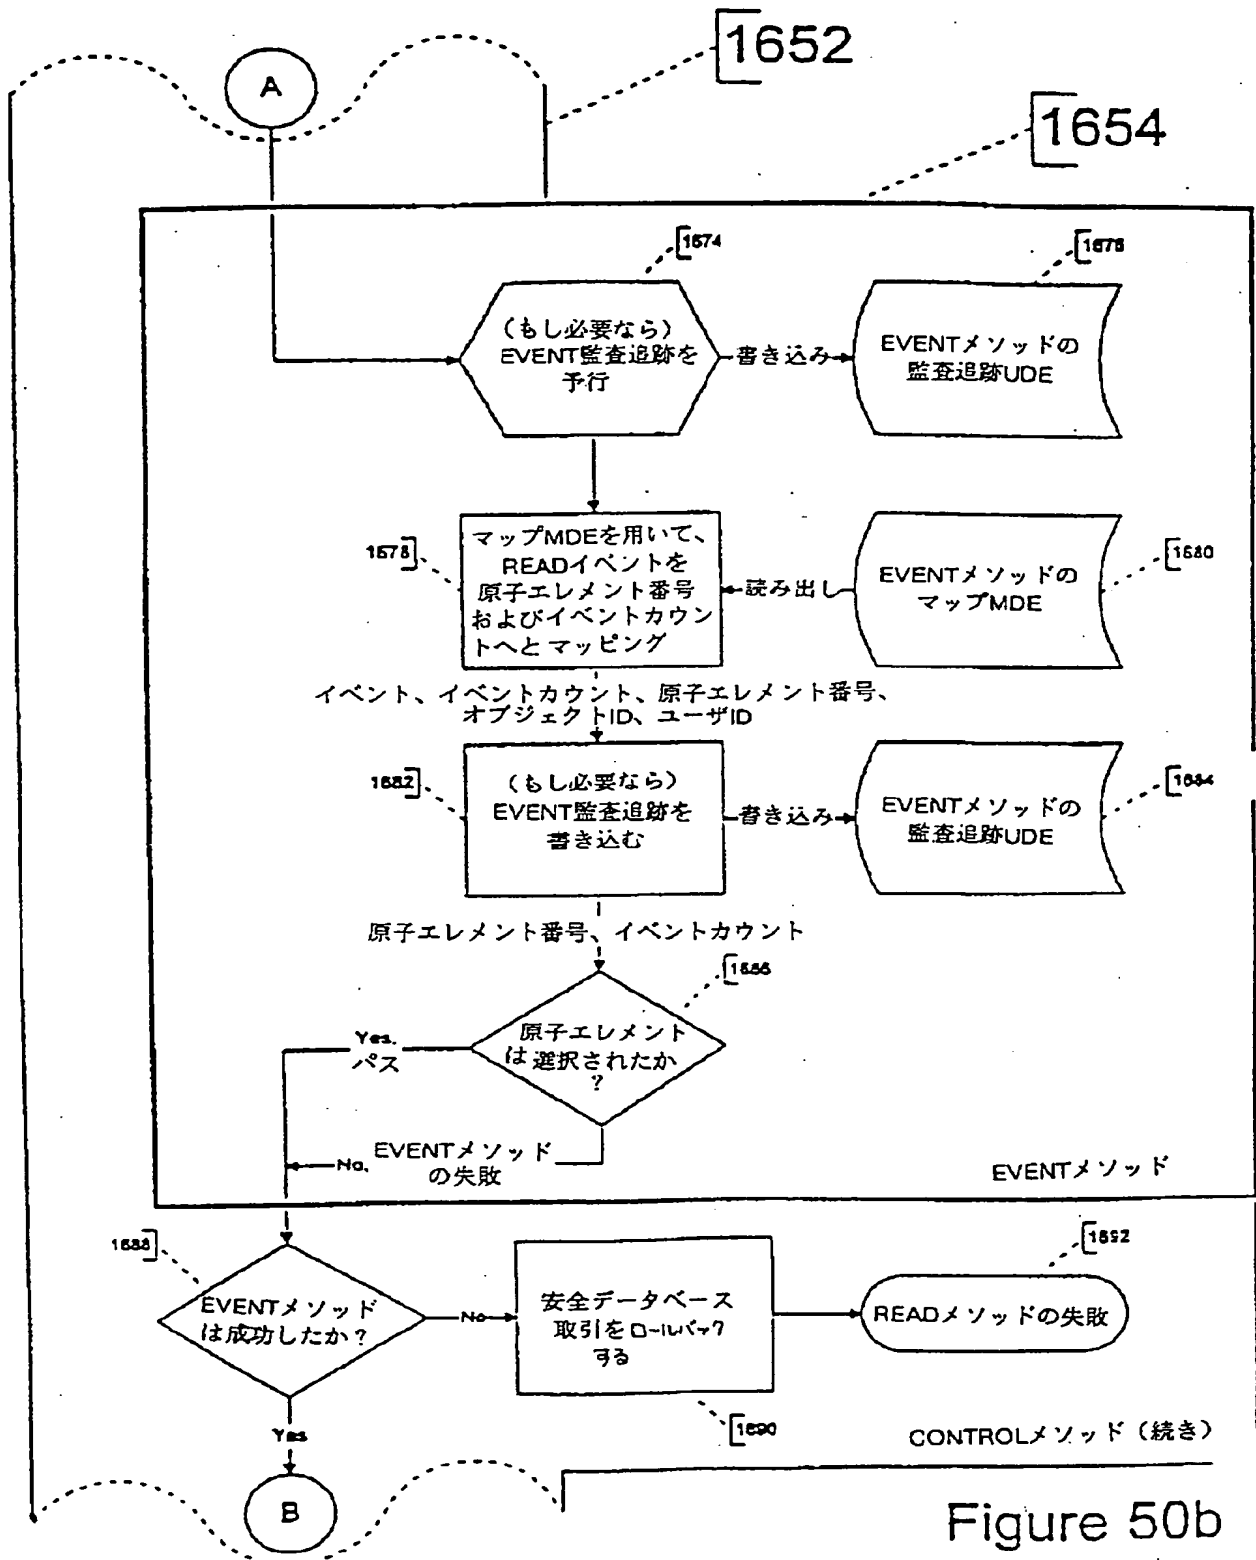 1652
A
1654
1674
1676
(もし必要なら)
EVENT監査追跡を
予行
書き込み
EVENTメソッドの
監査追跡UDE
1678
マップMDEを用いて、
READイベントを
原子エレメント番号
およびイベントカウン
トへとマッピング
読み出し
EVENTメソッドの
マップMDE
1680
イベント、イベントカウント、原子エレメント番号、
オブジェクトID、ユーザID
1682
(もし必要なら)
EVENT監査追跡を
書き込む
書き込み
EVENTメソッドの
監査追跡UDE
1684
原子エレメント番号、イベントカウント
1686
原子エレメント
は選択されたか
?
Yes.
パス
No.
EVENTメソッド
の失敗
EVENTメソッド
1688
EVENTメソッド
は成功したか?
No
安全データベース
取引をロールバック
する
1690
1692
READメソッドの失敗
Yes
CONTROLメソッド(続き)
B
Figure 50b